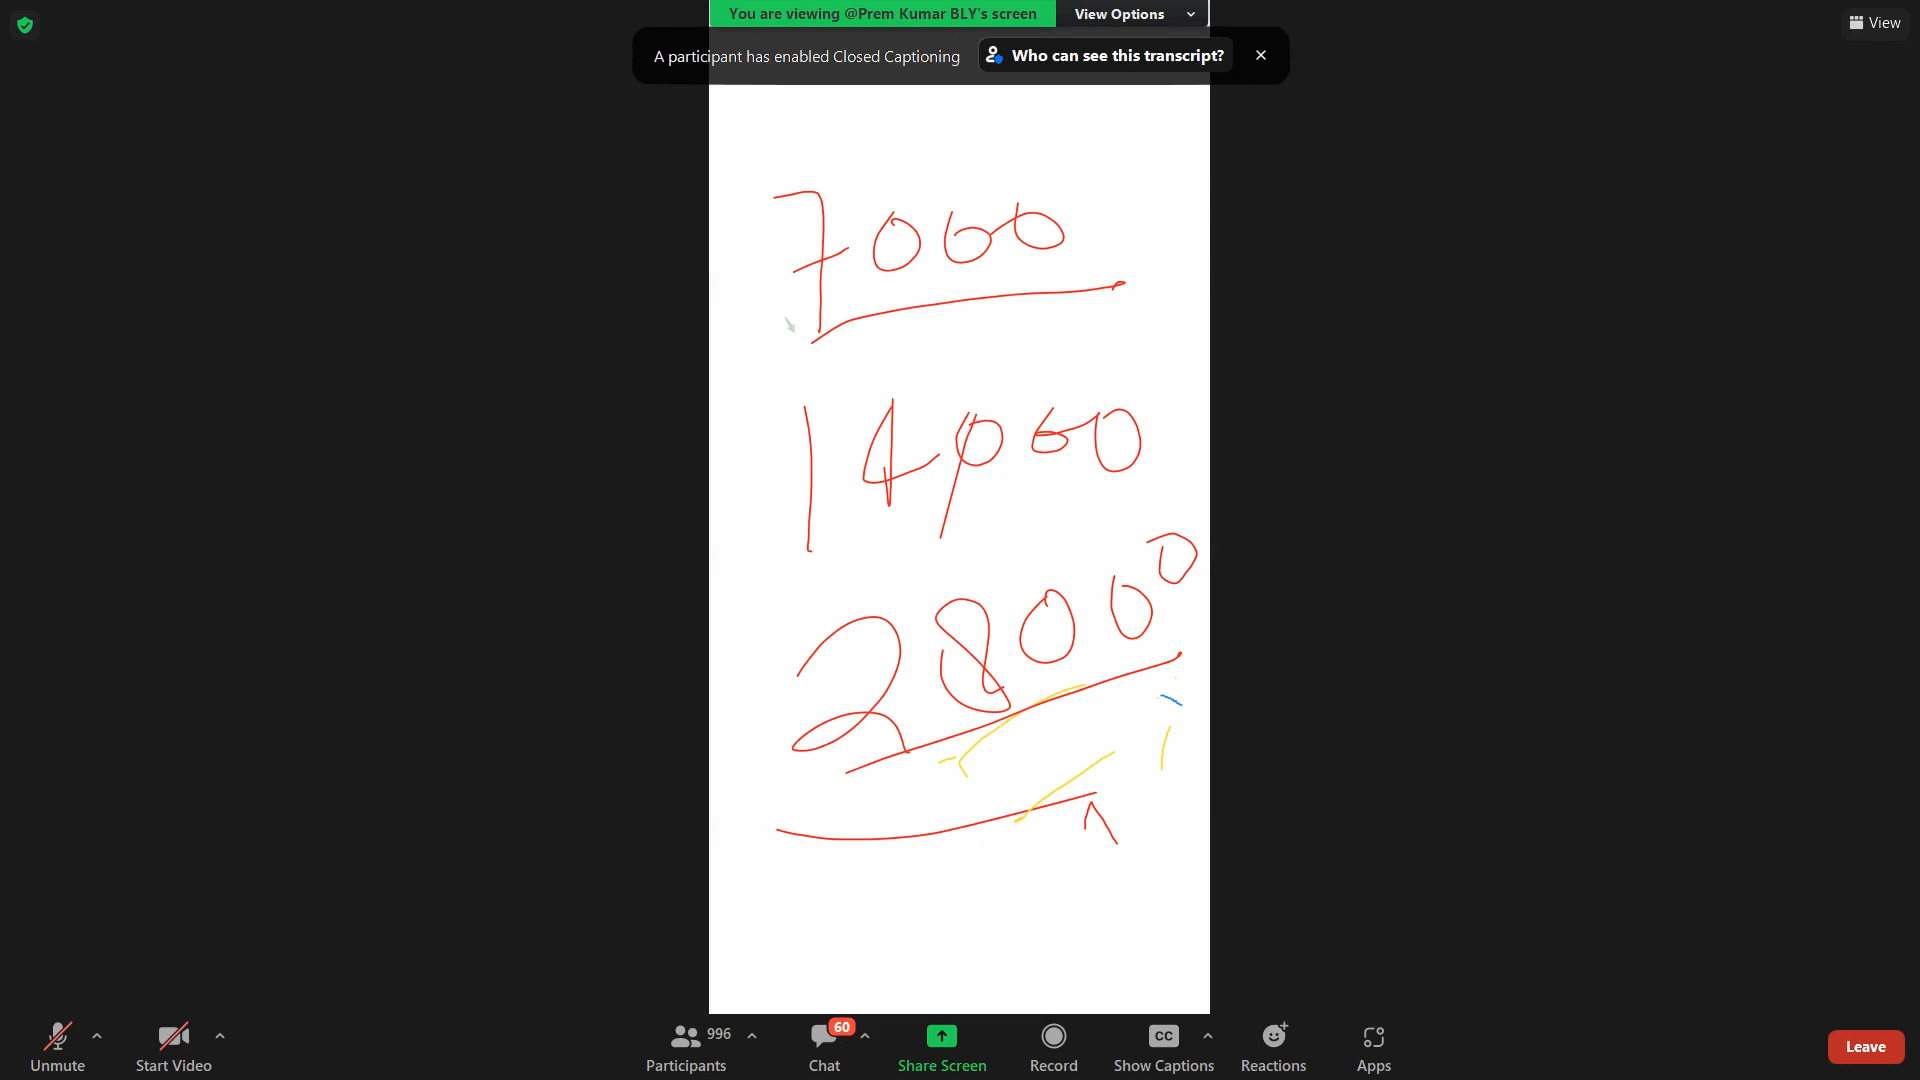 You are viewing @Prem Kumar BLY's screen
View Options
View
A participant has enabled Closed Captioning
Who can see this transcript?
7000
14,000
28000
996
60
CC
Unmute
Start Video
Participants
Chat
Share Screen
Record
Show Captions
Reactions
Apps
Leave